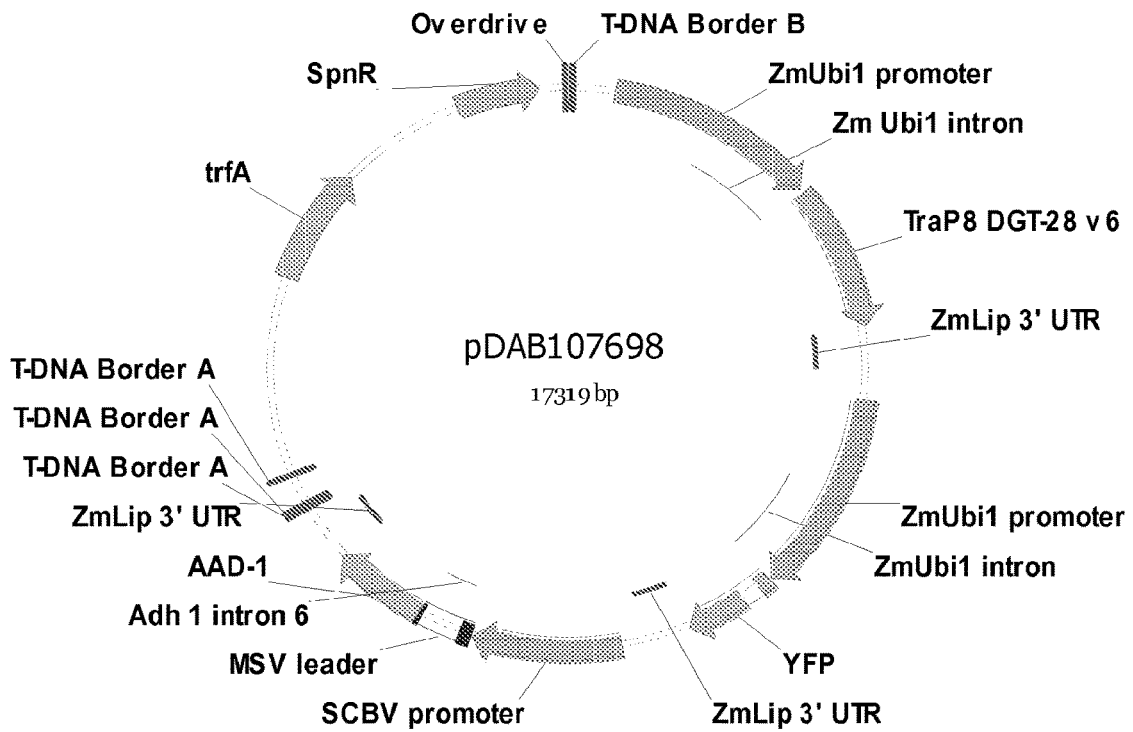 Overdrive
T-DNA Border B
SpnR
ZmUbi1 promoter
Zm Ubi1 intron
trfA
TraP8 DGT-28 v6
ZmLip 3' UTR
pDAB107698
17319 bp
T-DNA Border A
T-DNA Border A
T-DNA Border A
ZmLip 3' UTR
ZmUbi1 promoter
AAD-1
ZmUbi1 intron
Adh 1 intron 6
MSV leader
YFP
SCBV promoter
ZmLip 3' UTR